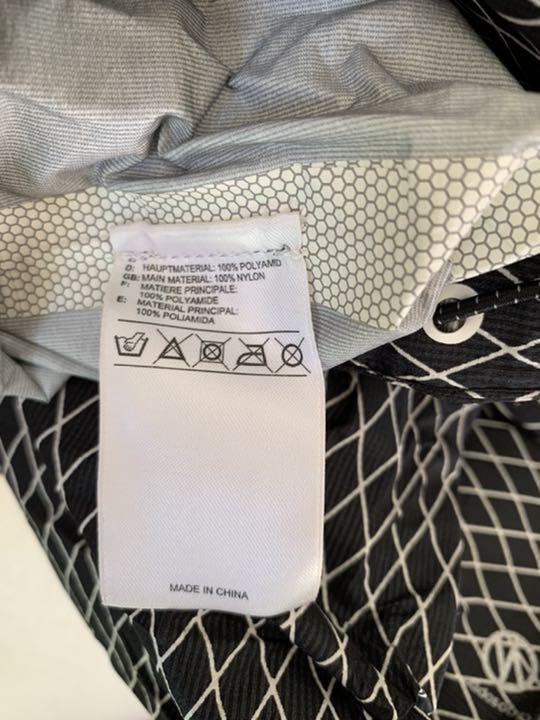 D: HAUPTMATERIAL: 100% POLYAMID
GB: MAIN MATERIAL: 100% NYLON
F: MATIERE PRINCIPALE:
100% POLYAMIDE
E: MATERIAL PRINCIPAL:
100% POLIAMIDA
MADE IN CHINA